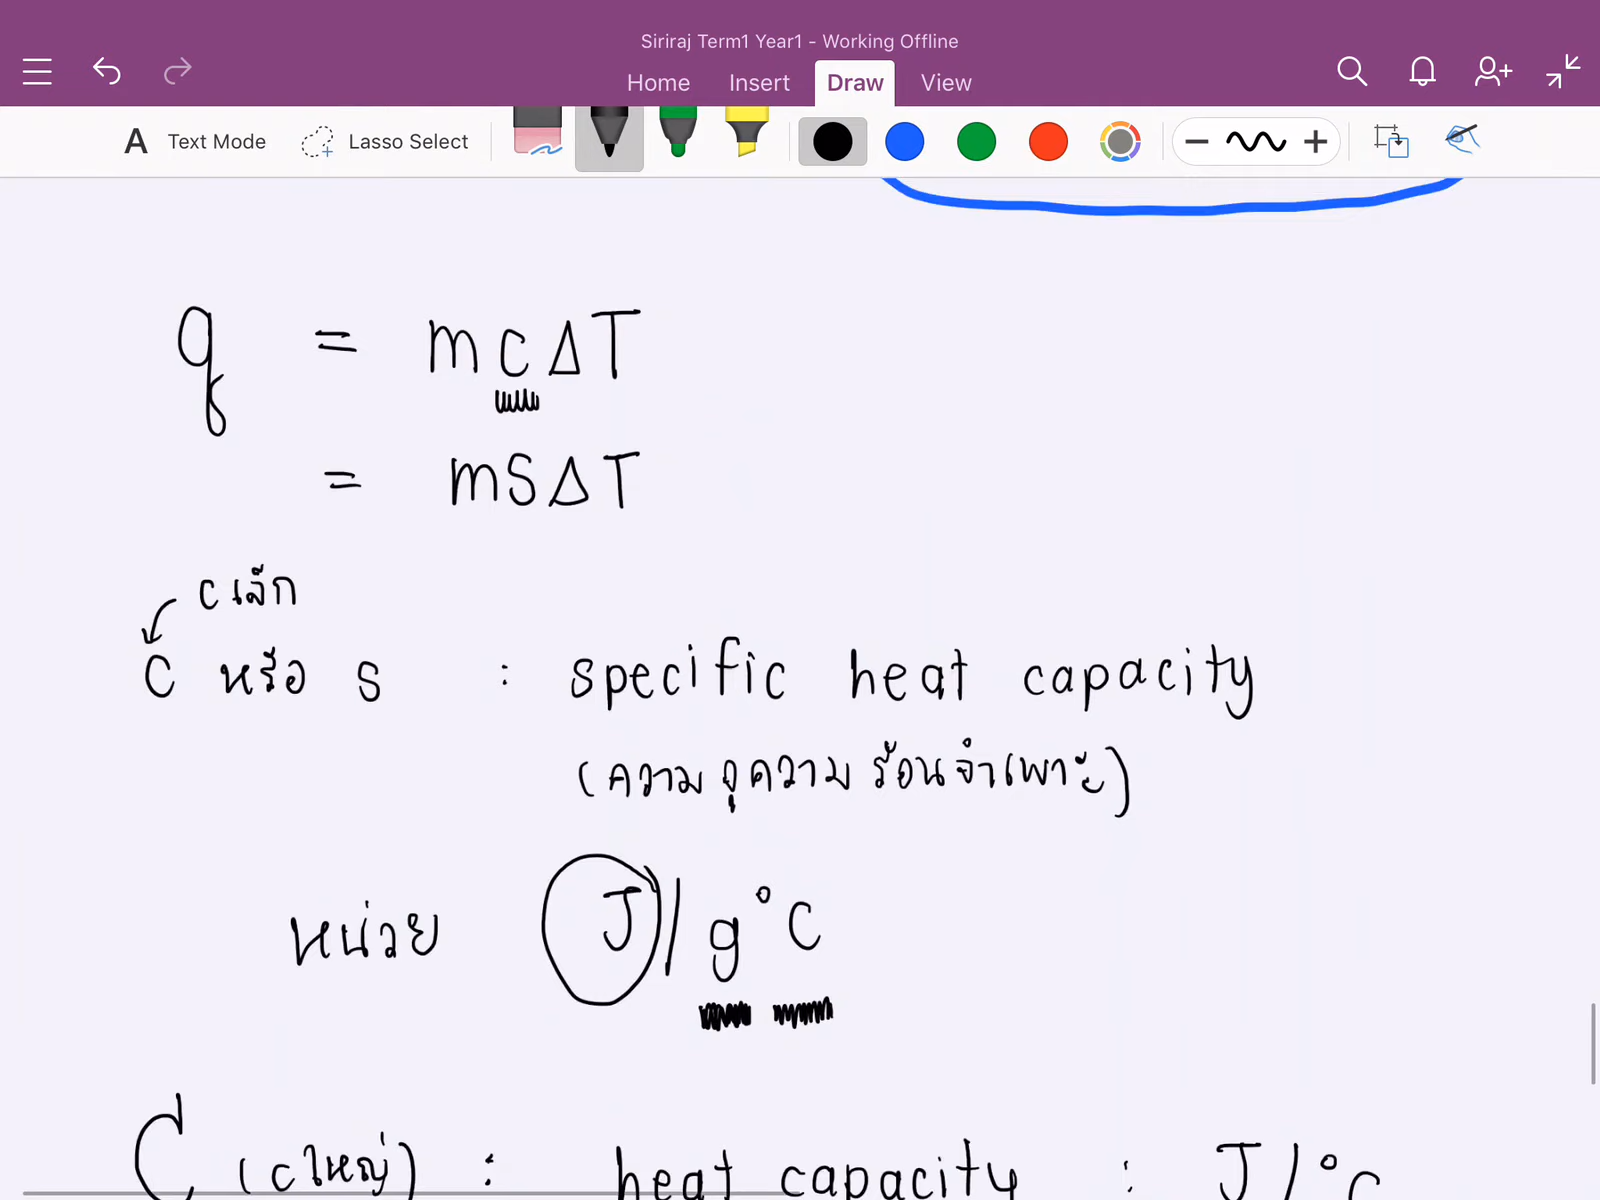 Siriraj Term1 Year1 - Working Offline
Home Insert Draw View
A Text Mode Lasso Select
q = mcΔT
= msΔT
c เล็ก
c หรือ s : specific heat capacity
(ความจุความร้อนจำเพาะ)
หน่วย J/g°C
C (c ใหญ่) : heat capacity : J/°C